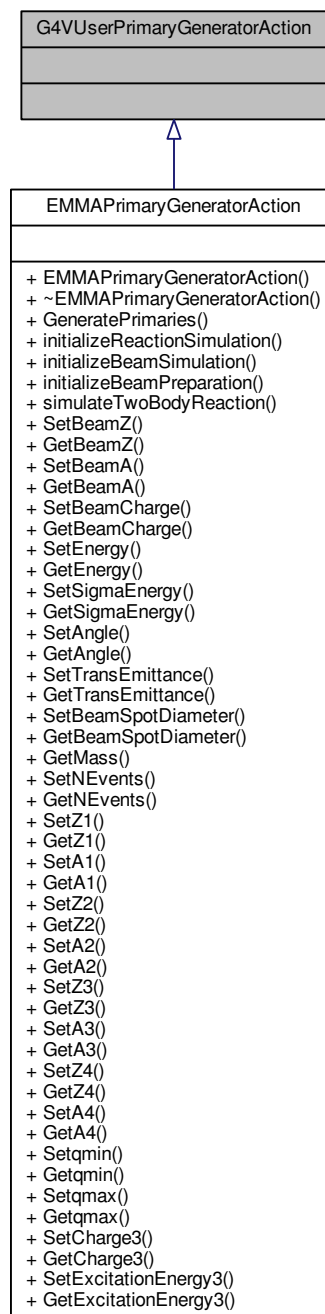 G4VUserPrimaryGeneratorAction
EMMAPrimaryGeneratorAction
+ EMMAPrimaryGeneratorAction()
+ ~EMMAPrimaryGeneratorAction()
+ GeneratePrimaries()
+ initializeReactionSimulation()
+ initializeBeamSimulation()
+ initializeBeamPreparation()
+ simulateTwoBodyReaction()
+ SetBeamZ()
+ GetBeamZ()
+ SetBeamA()
+ GetBeamA()
+ SetBeamCharge()
+ GetBeamCharge()
+ SetEnergy()
+ GetEnergy()
+ SetSigmaEnergy()
+ GetSigmaEnergy()
+ SetAngle()
+ GetAngle()
+ SetTransEmittance()
+ GetTransEmittance()
+ SetBeamSpotDiameter()
+ GetBeamSpotDiameter()
+ GetMass()
+ SetNEvents()
+ GetNEvents()
+ SetZ1()
+ GetZ1()
+ SetA1()
+ GetA1()
+ SetZ2()
+ GetZ2()
+ SetA2()
+ GetA2()
+ SetZ3()
+ GetZ3()
+ SetA3()
+ GetA3()
+ SetZ4()
+ GetZ4()
+ SetA4()
+ GetA4()
+ Setqmin()
+ Getqmin()
+ Setqmax()
+ Getqmax()
+ SetCharge3()
+ GetCharge3()
+ SetExcitationEnergy3()
+ GetExcitationEnergy3()